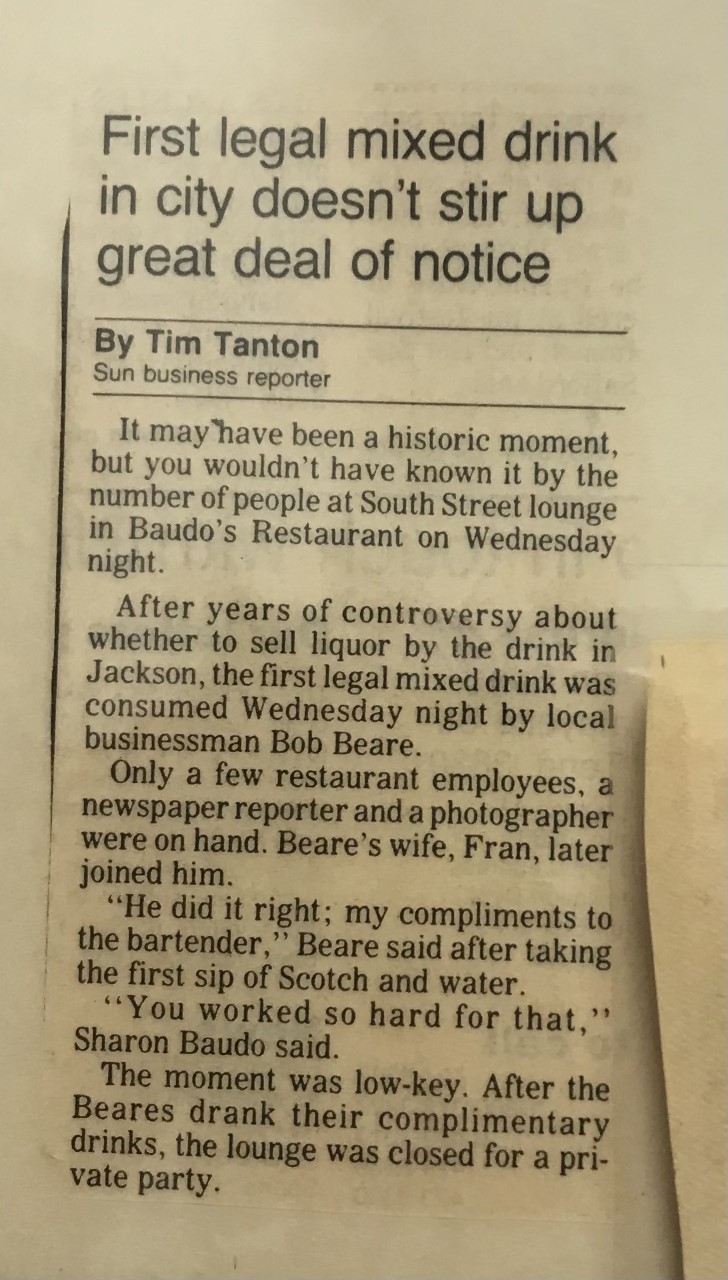 First legal mixed drink
in city doesn't stir up
great deal of notice
By Tim Tanton
Sun business reporter
It may have been a historic moment,
but you wouldn't have known it by the
number of people at South Street lounge
in Baudo's Restaurant on Wednesday
night.
After years of controversy about
whether to sell liquor by the drink in
Jackson, the first legal mixed drink was
consumed Wednesday night by local
businessman Bob Beare.
Only a few restaurant employees, a
newspaper reporter and a photographer
were on hand. Beare's wife, Fran, later
joined him.
"He did it right; my compliments to
the bartender," Beare said after taking
the first sip of Scotch and water.
"You worked so hard for that,"
Sharon Baudo said.
The moment was low-key. After the
Beares drank their complimentary
drinks, the lounge was closed for a pri-
vate party.